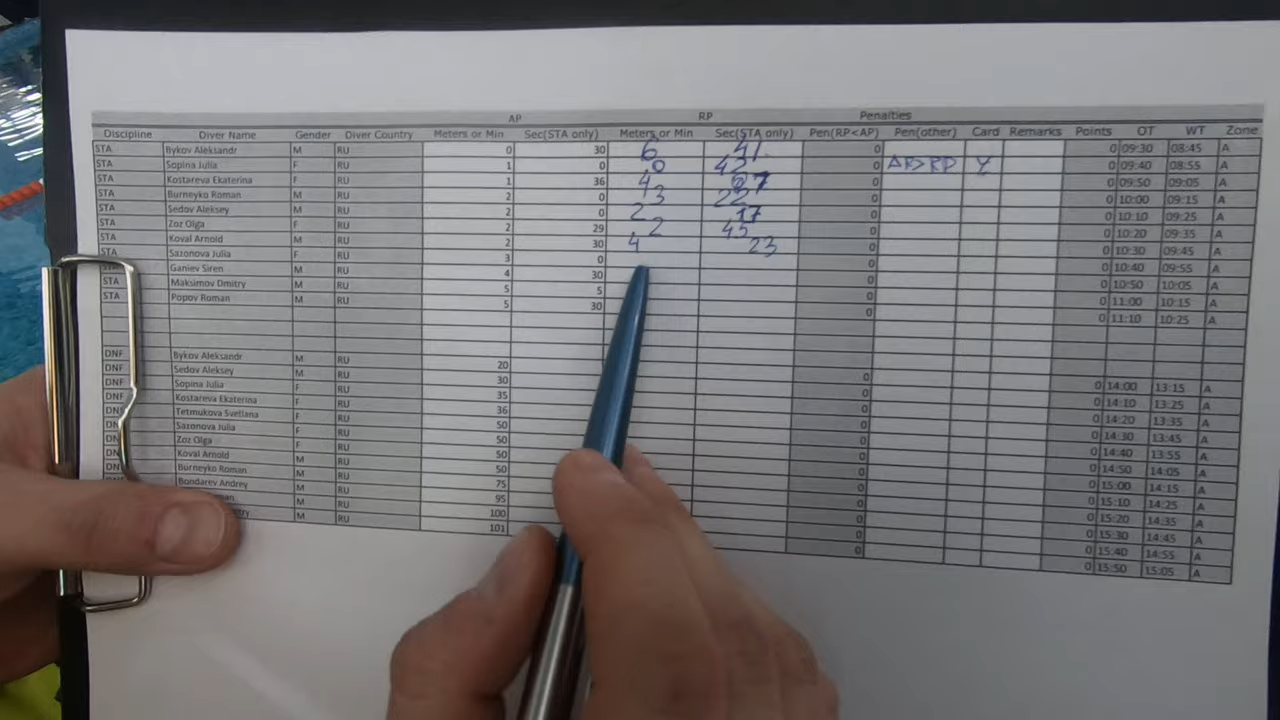 AP RP Penalties
Discipline Diver Name Gender Diver Country Meters or Min Sec(STA only) Meters or Min Sec(STA only) Pen(RP<AP) Pen(other) Card Remarks Points OT WT Zone
STA Bykov Aleksandr M RU 0 30 6 41 0 0 09:30 08:45 A
STA Sopina Julia F RU 1 0 0 43 0 AP>RP Y 0 09:40 08:55 A
STA Kostareva Ekaterina F RU 1 36 4 7 0 0 09:50 09:05 A
STA Burneyko Roman M RU 2 0 3 22 0 0 10:00 09:15 A
STA Sedov Aleksey M RU 2 0 2 17 0 0 10:10 09:25 A
STA Zoz Olga F RU 2 29 2 45 0 0 10:20 09:35 A
STA Koval Arnold M RU 2 30 4 23 0 0 10:30 09:45 A
STA Sazonova Julia F RU 3 0 0 0 10:40 09:55 A
Ganiev Siren M RU 4 30 0 0 10:50 10:05 A
STA Maksimov Dmitry M RU 5 5 0 0 11:00 10:15 A
STA Popov Roman M RU 5 30 0 0 11:10 10:25 A
DNF Bykov Aleksandr M RU 20 0 0 14:00 13:15 A
DNF Sedov Aleksey M RU 30 0 0 14:10 13:25 A
DNF Sopina Julia F RU 35 0 0 14:20 13:35 A
DNF Kostareva Ekaterina F RU 36 0 0 14:30 13:45 A
Tetmukova Svetlana F RU 50 0 0 14:40 13:55 A
Sazonova Julia F RU 50 0 0 14:50 14:05 A
Zoz Olga F RU 50 0 0 15:00 14:15 A
Koval Arnold M RU 50 0 0 15:10 14:25 A
Burneyko Roman M RU 75 0 0 15:20 14:35 A
Bondarev Andrey M RU 95 0 0 15:30 14:45 A
M RU 100 0 0 15:40 14:55 A
M RU 101 0 0 15:50 15:05 A